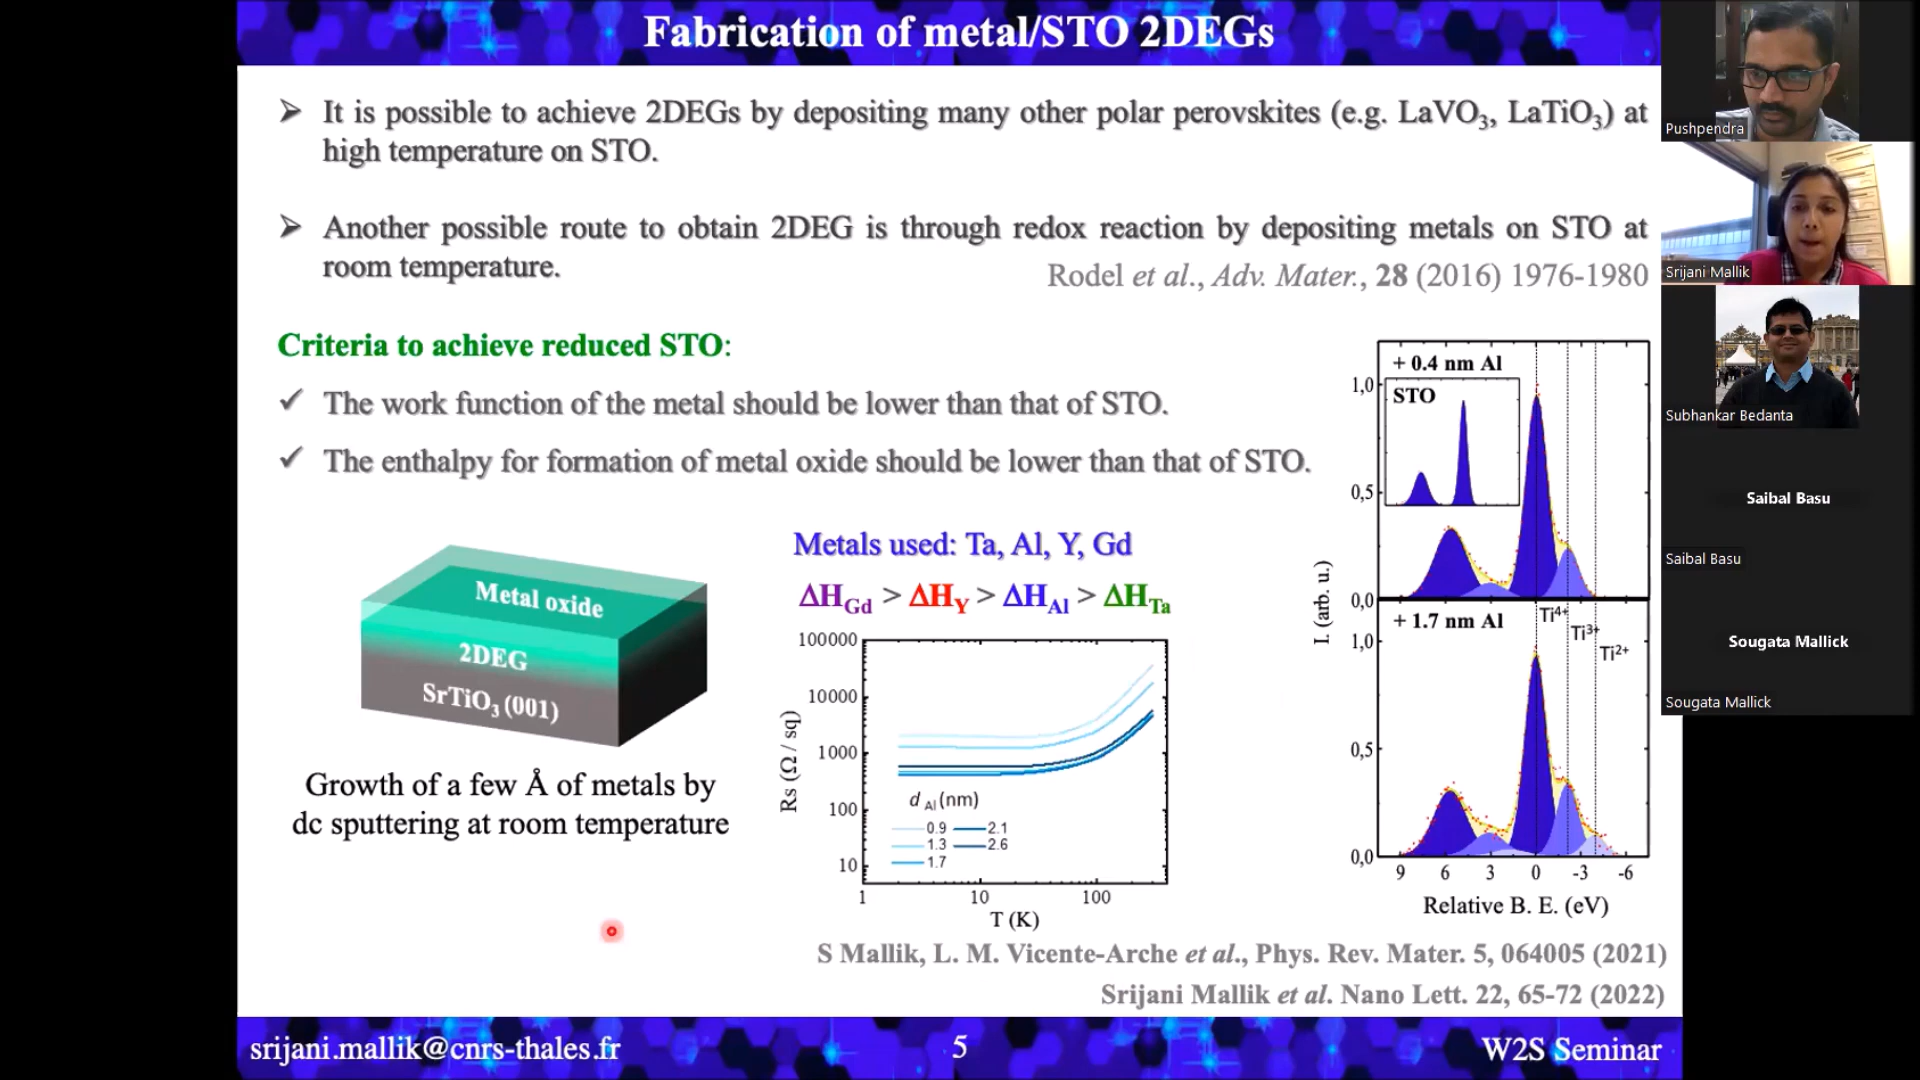 Fabrication of metal/STO 2DEGs
➢ It is possible to achieve 2DEGs by depositing many other polar perovskites (e.g. LaVO₃, LaTiO₃) at
high temperature on STO.
➢ Another possible route to obtain 2DEG is through redox reaction by depositing metals on STO at
room temperature.
Rodel et al., Adv. Mater., 28 (2016) 1976-1980
Criteria to achieve reduced STO:
✓ The work function of the metal should be lower than that of STO.
✓ The enthalpy for formation of metal oxide should be lower than that of STO.
Metal oxide
2DEG
SrTiO₃ (001)
Growth of a few Å of metals by
dc sputtering at room temperature
Metals used: Ta, Al, Y, Gd
ΔH_Gd > ΔH_Y > ΔH_Al > ΔH_Ta
100000
10000
1000
100
10
Rs (Ω / sq)
d Al (nm)
0.9 2.1
1.3 2.6
1.7
1 10 100
T (K)
+ 0.4 nm Al
STO
1,0
0,5
0,0
I. (arb. u.)
+ 1.7 nm Al
Ti⁴⁺
Ti³⁺
Ti²⁺
1,0
0,5
0,0
9 6 3 0 -3 -6
Relative B. E. (eV)
S Mallik, L. M. Vicente-Arche et al., Phys. Rev. Mater. 5, 064005 (2021)
Srijani Mallik et al. Nano Lett. 22, 65-72 (2022)
srijani.mallik@cnrs-thales.fr
5
W2S Seminar
Pushpendra
Srijani Mallik
Subhankar Bedanta
Saibal Basu
Saibal Basu
Sougata Mallick
Sougata Mallick